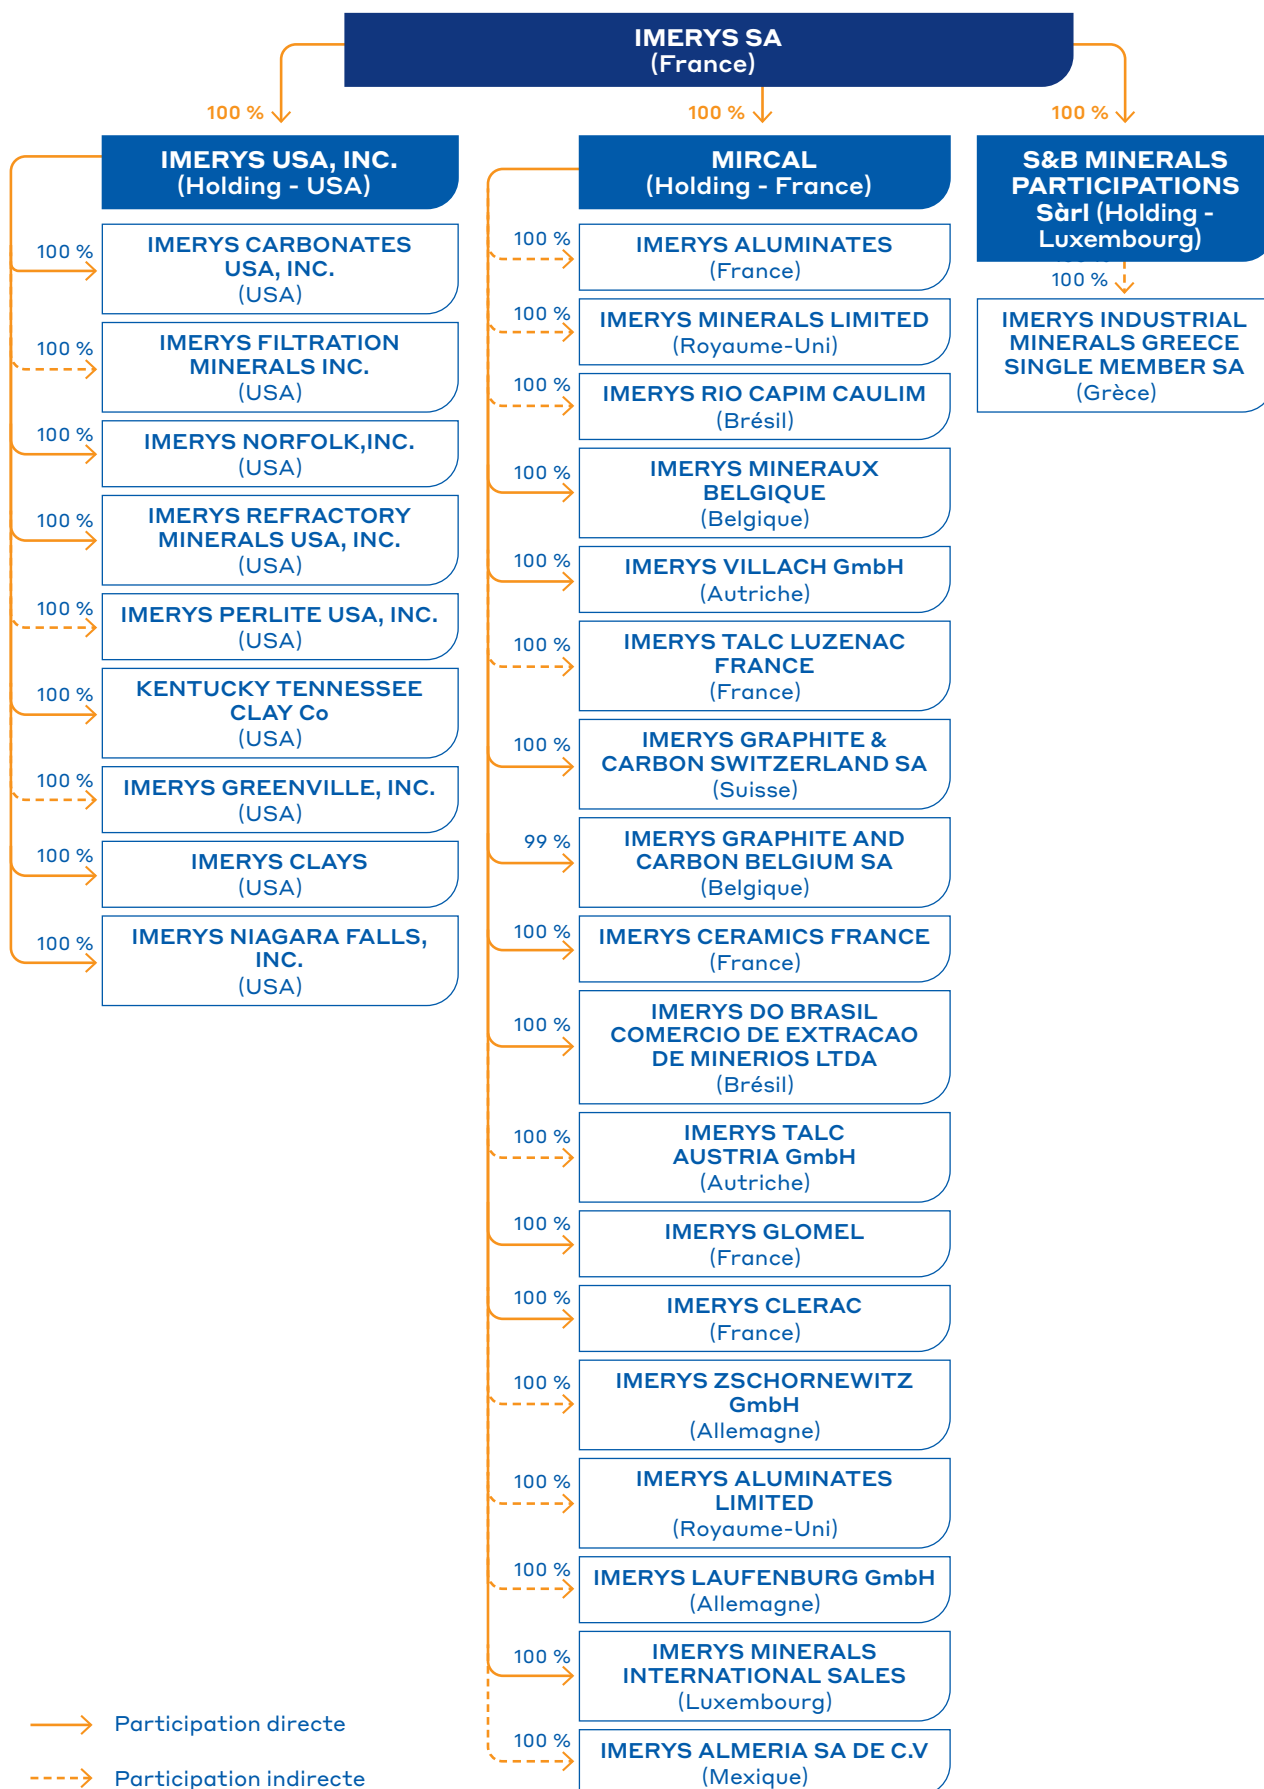 IMERYS SA
(France)
100 %
100 %
100 %
IMERYS USA, INC.
(Holding - USA)
100 %
IMERYS CARBONATES
USA, INC.
(USA)
100 %
IMERYS FILTRATION
MINERALS INC.
(USA)
100 %
IMERYS NORFOLK,INC.
(USA)
100 %
IMERYS REFRACTORY
MINERALS USA, INC.
(USA)
100 %
IMERYS PERLITE USA, INC.
(USA)
100 %
KENTUCKY TENNESSEE
CLAY Co
(USA)
100 %
IMERYS GREENVILLE, INC.
(USA)
100 %
IMERYS CLAYS
(USA)
100 %
IMERYS NIAGARA FALLS,
INC.
(USA)
MIRCAL
(Holding - France)
100 %
IMERYS ALUMINATES
(France)
100 %
IMERYS MINERALS LIMITED
(Royaume-Uni)
100 %
IMERYS RIO CAPIM CAULIM
(Brésil)
100 %
IMERYS MINERAUX
BELGIQUE
(Belgique)
100 %
IMERYS VILLACH GmbH
(Autriche)
100 %
IMERYS TALC LUZENAC
FRANCE
(France)
100 %
IMERYS GRAPHITE &
CARBON SWITZERLAND SA
(Suisse)
99 %
IMERYS GRAPHITE AND
CARBON BELGIUM SA
(Belgique)
100 %
IMERYS CERAMICS FRANCE
(France)
100 %
IMERYS DO BRASIL
COMERCIO DE EXTRACAO
DE MINERIOS LTDA
(Brésil)
100 %
IMERYS TALC
AUSTRIA GmbH
(Autriche)
100 %
IMERYS GLOMEL
(France)
100 %
IMERYS CLERAC
(France)
100 %
IMERYS ZSCHORNEWITZ
GmbH
(Allemagne)
100 %
IMERYS ALUMINATES
LIMITED
(Royaume-Uni)
100 %
IMERYS LAUFENBURG GmbH
(Allemagne)
100 %
IMERYS MINERALS
INTERNATIONAL SALES
(Luxembourg)
100 %
IMERYS ALMERIA SA DE C.V
(Mexique)
S&B MINERALS
PARTICIPATIONS
Sàrl (Holding -
Luxembourg)
100 %
IMERYS INDUSTRIAL
MINERALS GREECE
SINGLE MEMBER SA
(Grèce)
Participation directe
Participation indirecte